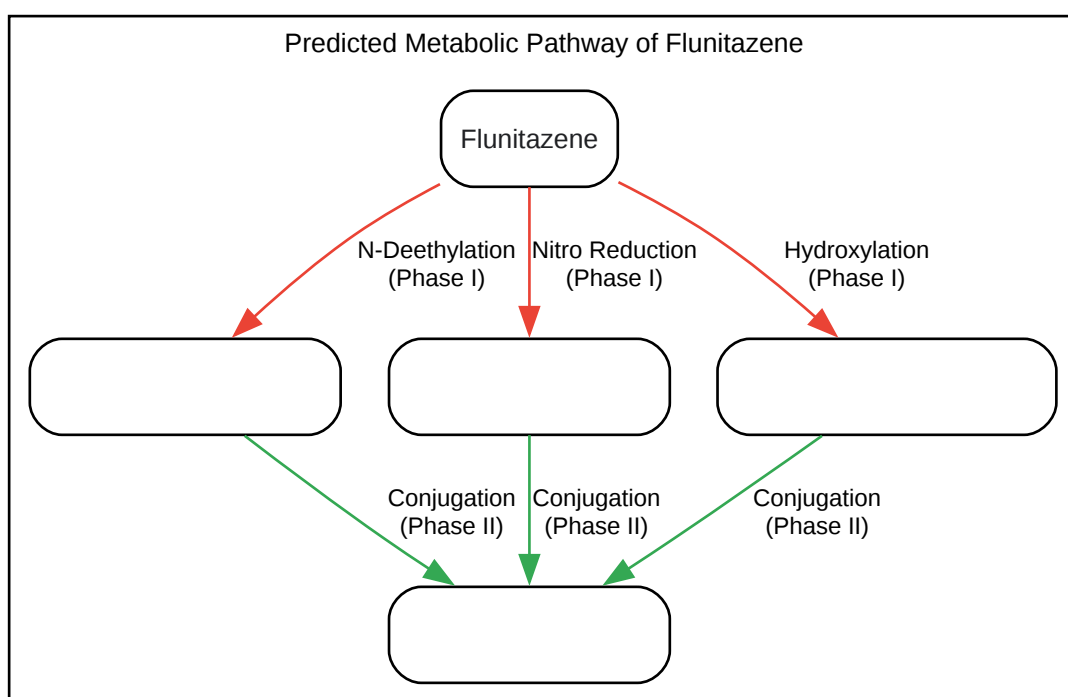 Predicted Metabolic Pathway of Flunitazene
Flunitazene
N-Deethylation
(Phase I)
Nitro Reduction
(Phase I)
Hydroxylation
(Phase I)
Conjugation
(Phase II)
Conjugation
(Phase II)
Conjugation
(Phase II)